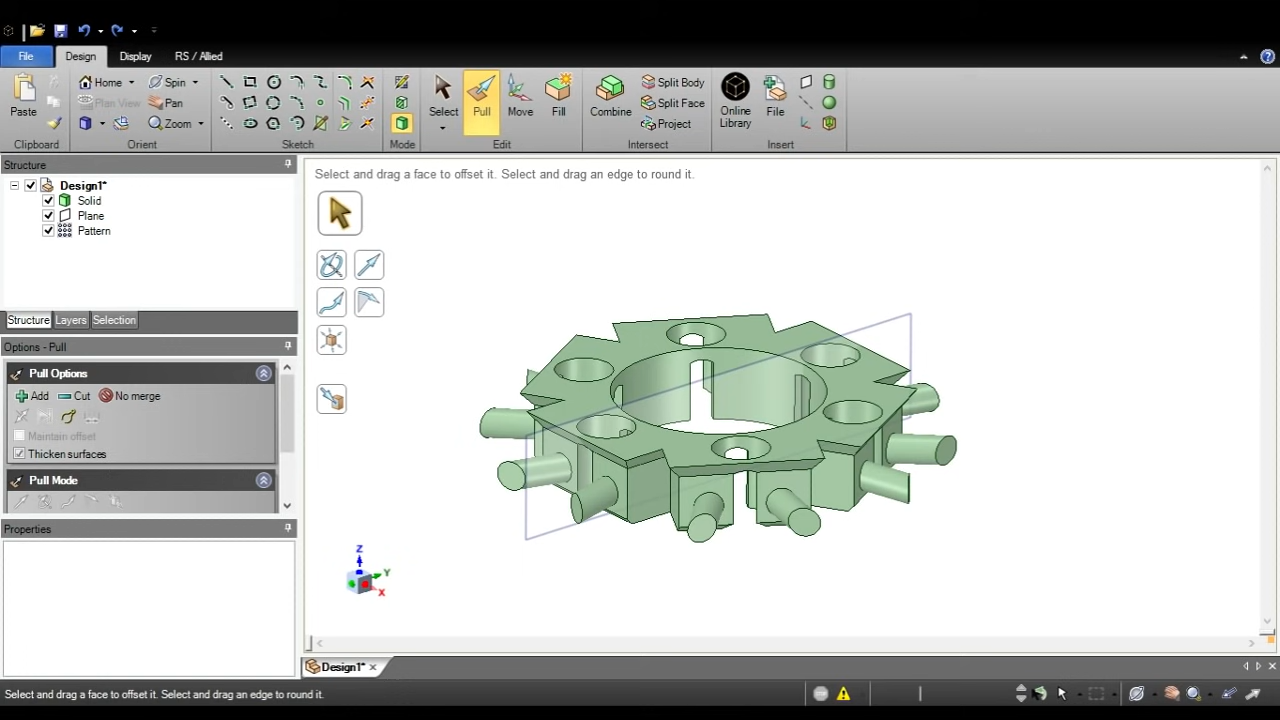 File Design Display RS / Allied
Paste Home Spin Select Pull Move Fill Combine Split Body Online Library File
Plan View Pan Split Face
Zoom Project
Clipboard Orient Sketch Mode Edit Intersect Insert
Structure
Design1*
Solid
Plane
Pattern
Structure Layers Selection
Options - Pull
Pull Options
Add Cut No merge
Maintain offset
Thicken surfaces
Pull Mode
Properties
Select and drag a face to offset it. Select and drag an edge to round it.
Z
Y
X
Design1*
Select and drag a face to offset it. Select and drag an edge to round it.